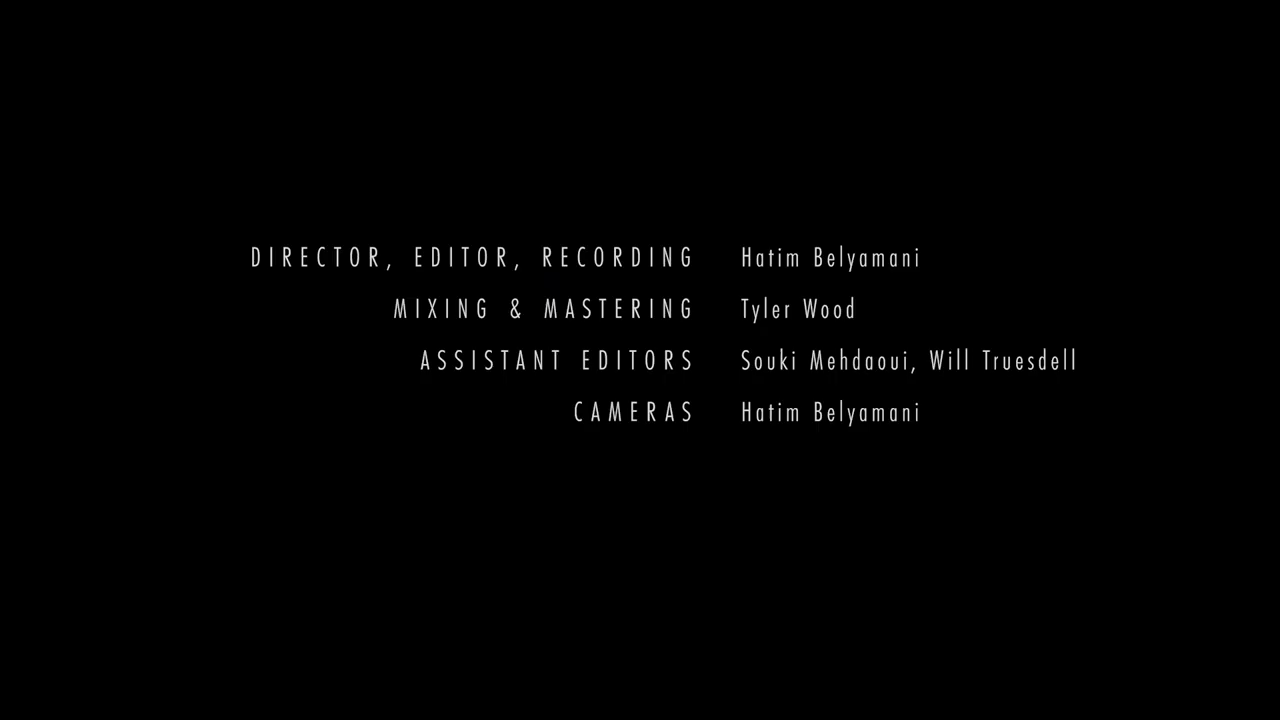 DIRECTOR, EDITOR, RECORDING Hatim Belyamani
MIXING & MASTERING Tyler Wood
ASSISTANT EDITORS Souki Mehdaoui, Will Truesdell
CAMERAS Hatim Belyamani